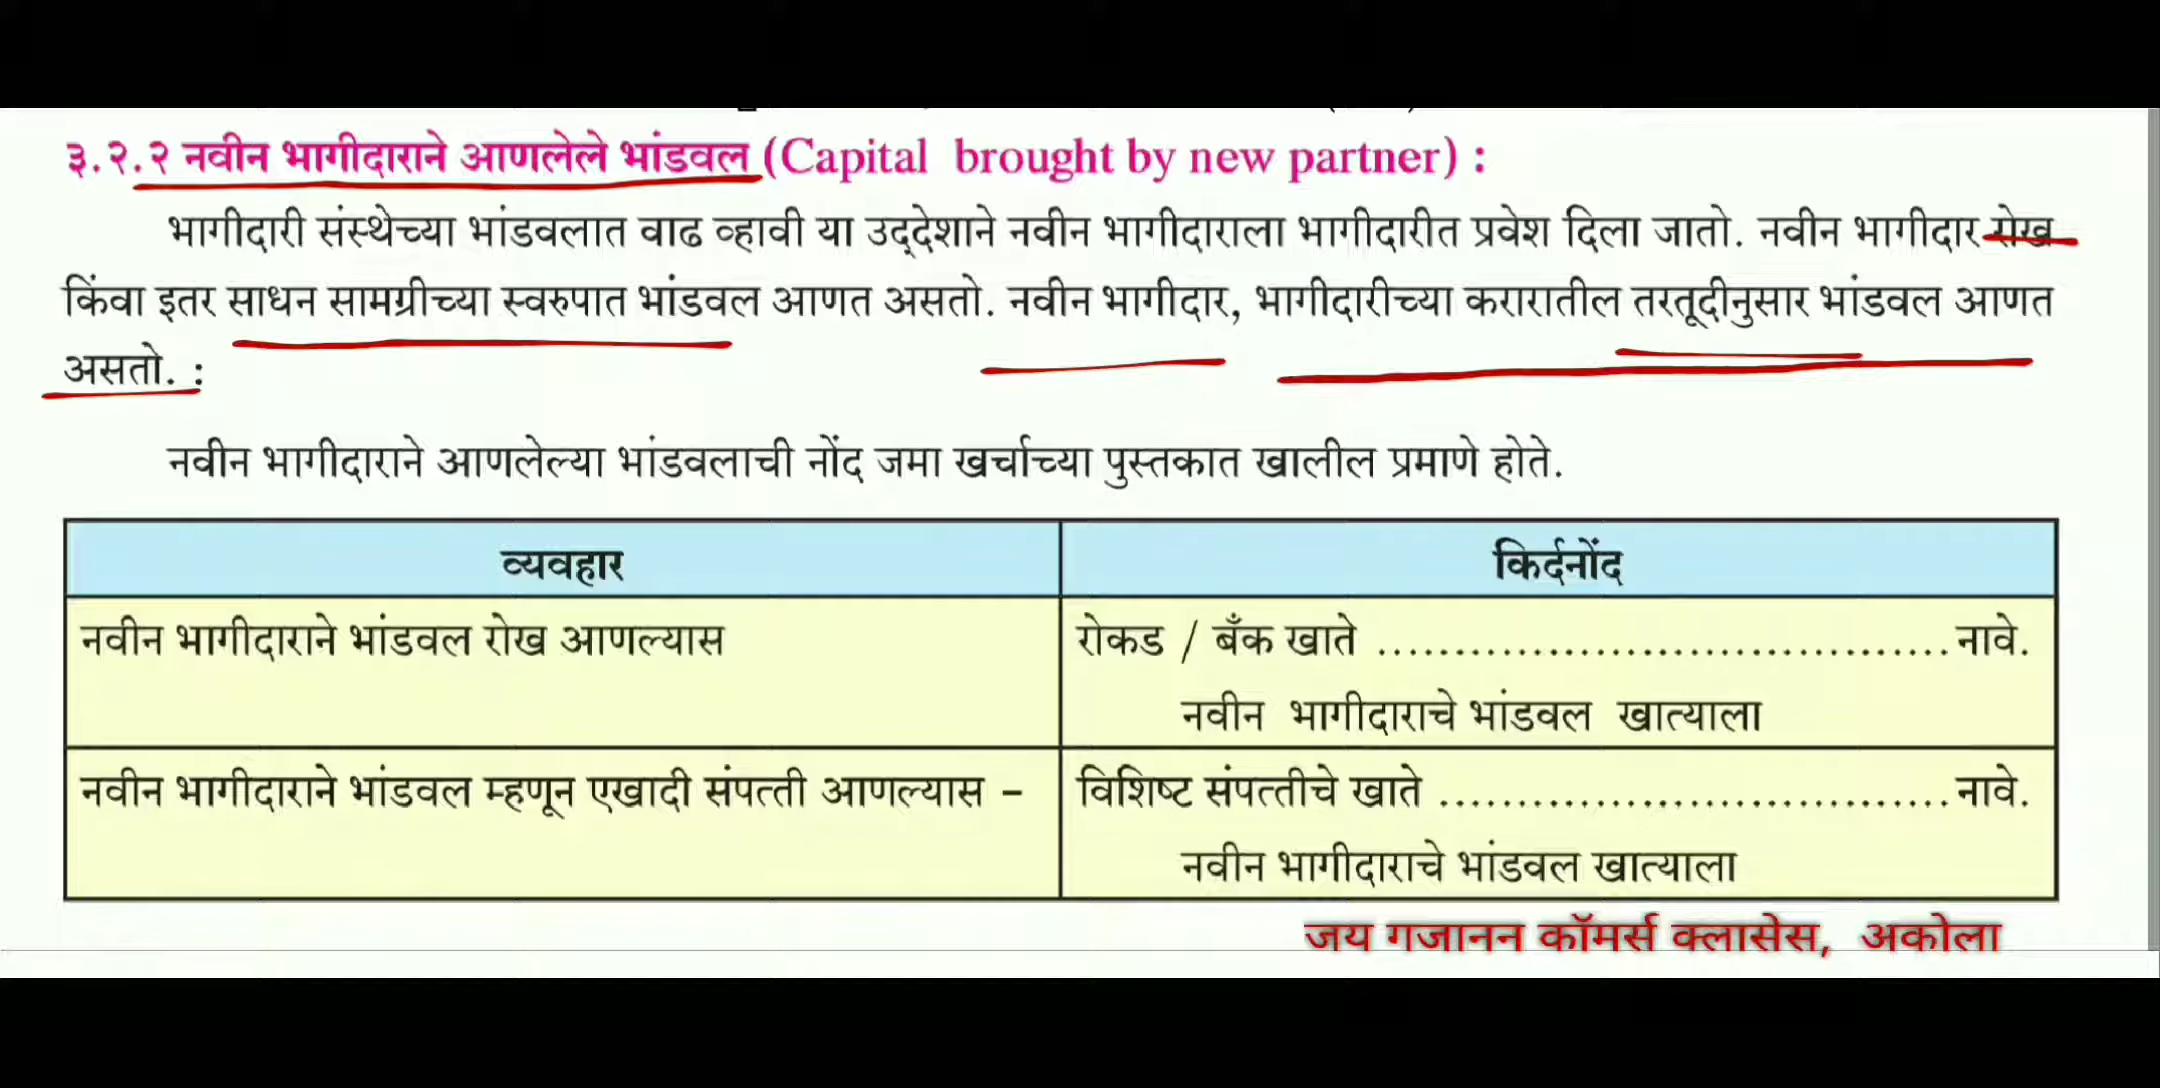 ३.२.२ नवीन भागीदाराने आणलेले भांडवल (Capital brought by new partner) :
भागीदारी संस्थेच्या भांडवलात वाढ व्हावी या उद्देशाने नवीन भागीदाराला भागीदारीत प्रवेश दिला जातो. नवीन भागीदार रोख
किंवा इतर साधन सामग्रीच्या स्वरुपात भांडवल आणत असतो. नवीन भागीदार, भागीदारीच्या करारातील तरतूदीनुसार भांडवल आणत
असतो. :
नवीन भागीदाराने आणलेल्या भांडवलाची नोंद जमा खर्चाच्या पुस्तकात खालील प्रमाणे होते.
व्यवहार
किर्दनोंद
नवीन भागीदाराने भांडवल रोख आणल्यास
रोकड / बँक खाते ..................................... नावे.
नवीन भागीदाराचे भांडवल खात्याला
नवीन भागीदाराने भांडवल म्हणून एखादी संपत्ती आणल्यास –
विशिष्ट संपत्तीचे खाते ................................. नावे.
नवीन भागीदाराचे भांडवल खात्याला
जय गजानन कॉमर्स क्लासेस, अकोला